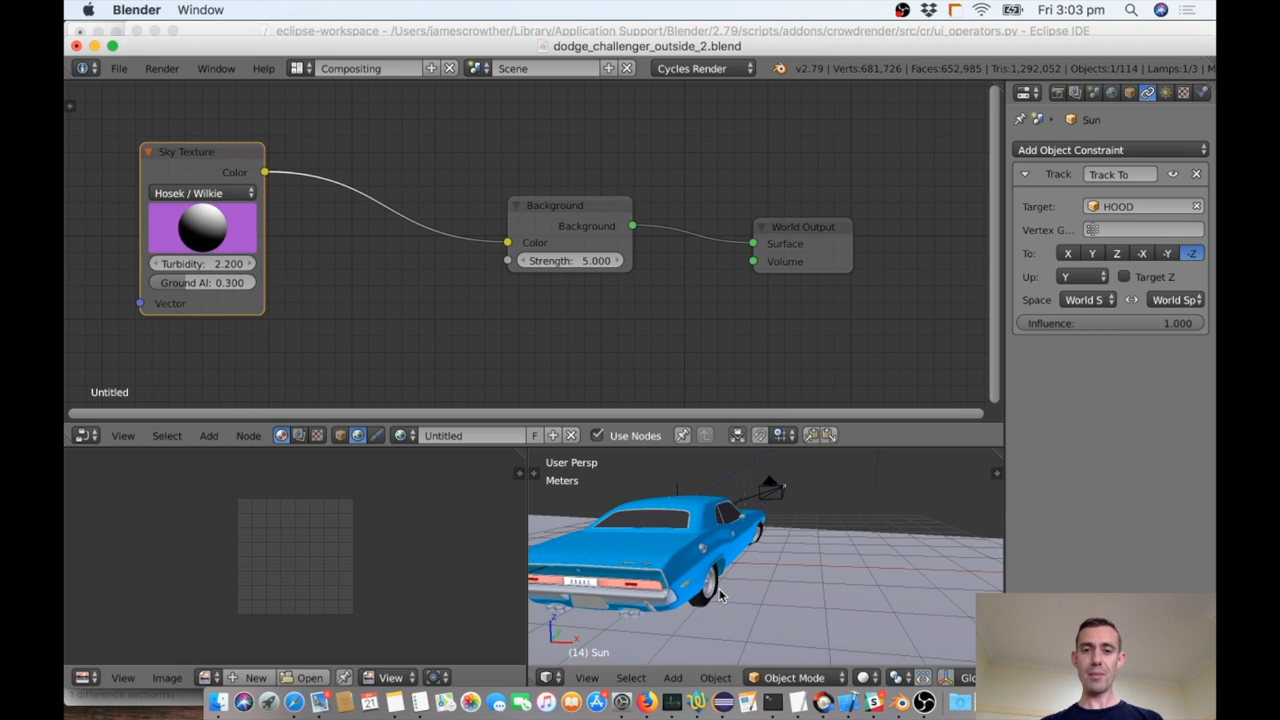 Blender Window Fri 3:03 pm
eclipse-workspace - /Users/jamescrowther/Library/Application Support/Blender/2.79/scripts/addons/crowdrender/src/cr/ui_operators.py - Eclipse IDE
dodge_challenger_outside_2.blend
File Render Window Help Compositing Scene Cycles Render v2.79 | Verts:681,726 | Faces:652,985 | Tris:1,292,052 | Objects:1/114 | Lamps:1/3 | M
Sun
Add Object Constraint
Track Track To
Target: HOOD
Vertex G...
To: X Y Z -X -Y -Z
Up: Y Target Z
Space World S World Sp
Influence: 1.000
Sky Texture
Color
Hosek / Wilkie
Turbidity: 2.200
Ground Al: 0.300
Vector
Background
Background
Color
Strength: 5.000
World Output
Surface
Volume
Untitled
View Select Add Node Untitled F Use Nodes
User Persp
Meters
z
x
(14) Sun
View Image New Open View
View Select Add Object Object Mode Glo
21